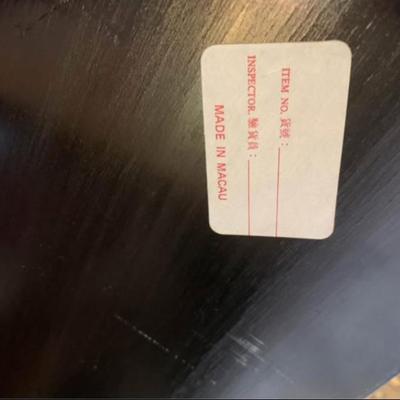 ITEM NO. 貨號：
INSPECTOR. 驗貨員：
MADE IN MACAU